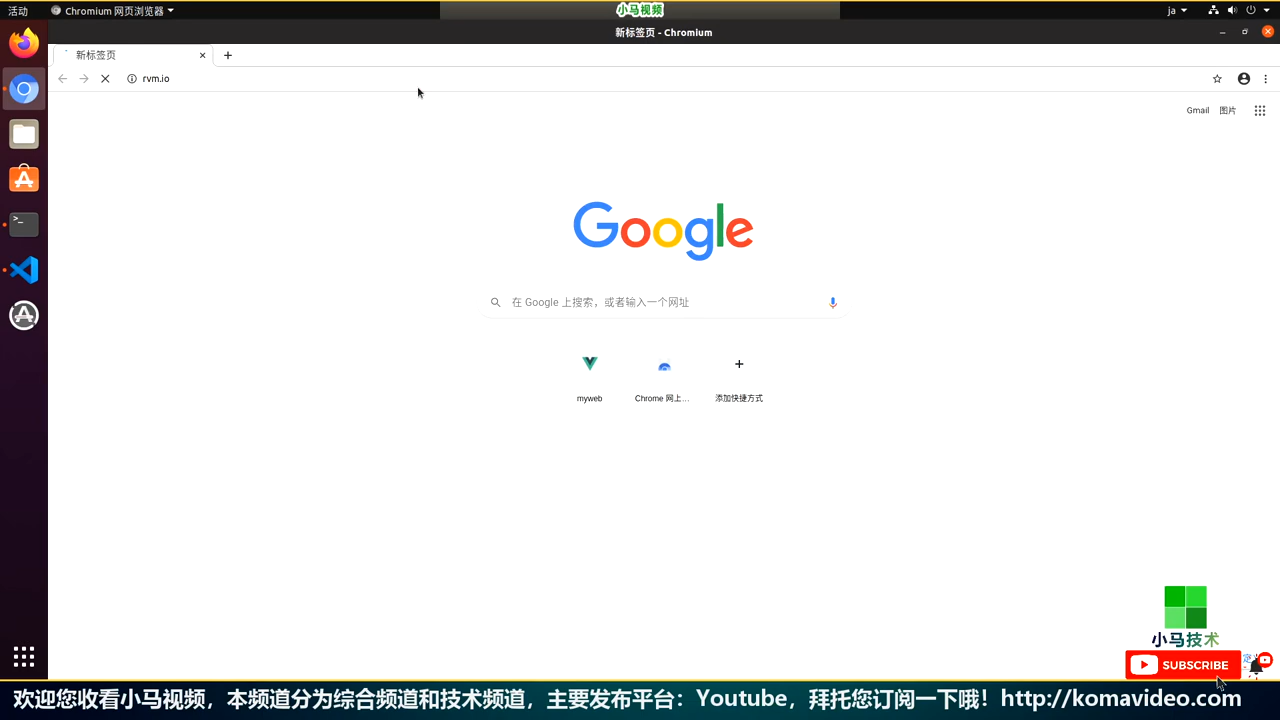 活动
Chromium 网页浏览器
小马视频
ja
新标签页 - Chromium
新标签页
rvm.io
Gmail
图片
Google
在 Google 上搜索，或者输入一个网址
myweb
Chrome 网上...
添加快捷方式
小马技术
SUBSCRIBE
欢迎您收看小马视频，本频道分为综合频道和技术频道，主要发布平台：Youtube，拜托您订阅一下哦！http://komavideo.com